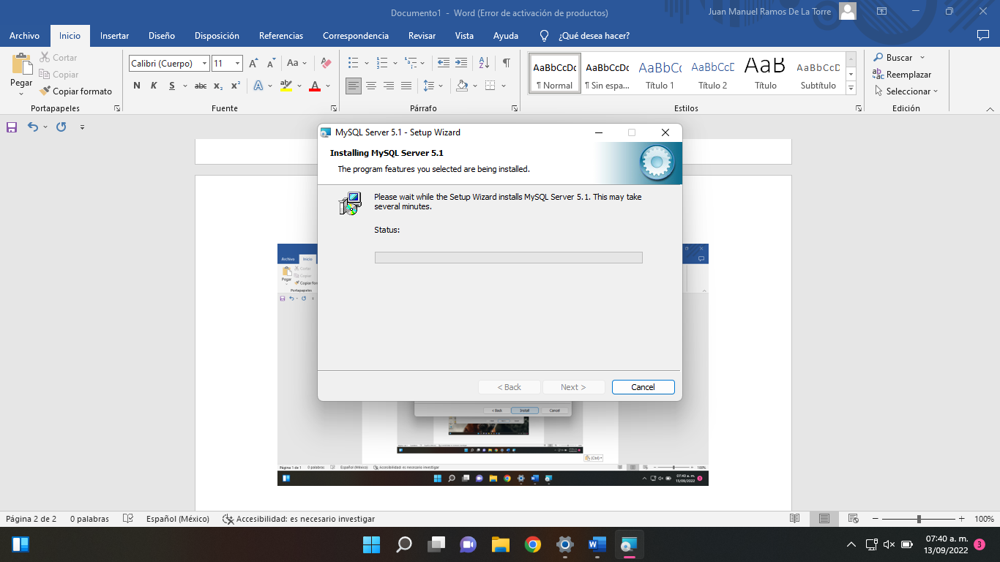 Documento1 - Word (Error de activación de productos)
Juan Manuel Ramos De La Torre
Archivo Inicio Insertar Diseño Disposición Referencias Correspondencia Revisar Vista Ayuda ¿Qué desea hacer?
Pegar
Cortar
Copiar
Copiar formato
Portapapeles
Calibri (Cuerpo) 11
Aa
N K S abc x₂ x²
Fuente
Párrafo
AaBbCcDc AaBbCcDc AaBbCc AaBbCcD AaB AaBbCcD
¶ Normal ¶ Sin espa... Título 1 Título 2 Título Subtítulo
Estilos
Buscar
Reemplazar
Seleccionar
Edición
MySQL Server 5.1 - Setup Wizard
Installing MySQL Server 5.1
The program features you selected are being installed.
Please wait while the Setup Wizard installs MySQL Server 5.1. This may take
several minutes.
Status:
< Back Next > Cancel
Archivo Inicio
Pegar
Cortar
Copiar
Copiar for
Portapapeles
< Back Install Cancel
(Ctrl)
Página 1 de 1 0 palabras Español (México) Accesibilidad: es necesario investigar 100%
07:40 a. m.
13/09/2022
Página 2 de 2 0 palabras Español (México) Accesibilidad: es necesario investigar 100%
07:40 a. m.
13/09/2022
3